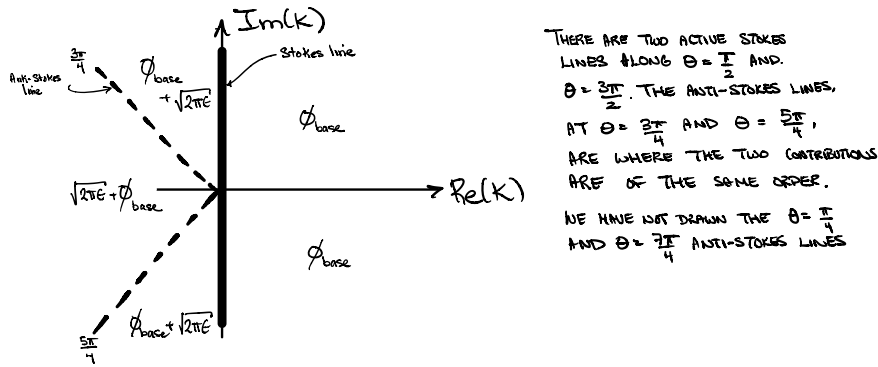 Im(k)
Stokes line
3π/4
Anti-Stokes
line
φbase
+ √2πε
φbase
√2πε + φbase
Re(k)
φbase
φbase + √2πε
5π/4
THERE ARE TWO ACTIVE STOKES
LINES ALONG θ = π/2 AND.
θ = 3π/2. THE ANTI-STOKES LINES,
AT θ = 3π/4 AND θ = 5π/4,
ARE WHERE THE TWO CONTRIBUTIONS
ARE OF THE SAME ORDER.
WE HAVE NOT DRAWN THE θ = π/4
AND θ = 7π/4 ANTI-STOKES LINES